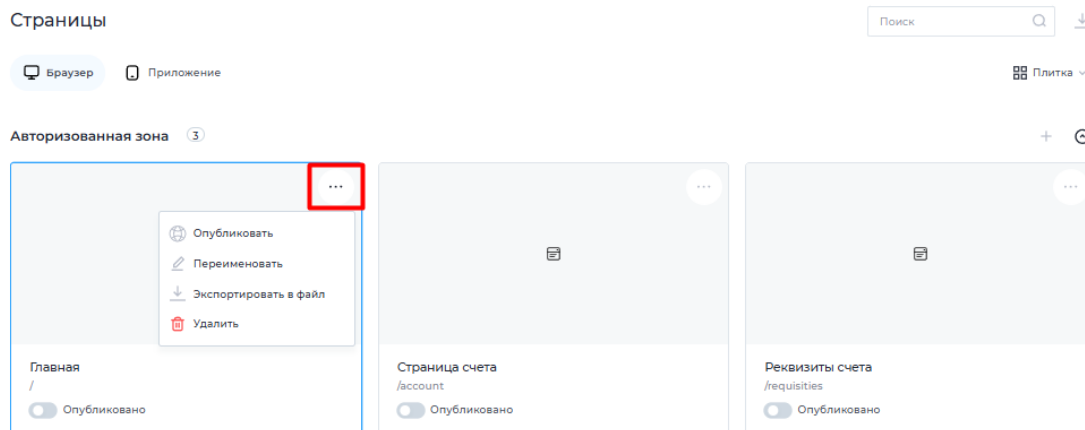 Страницы
Поиск
Браузер
Приложение
Плитка
Авторизованная зона 3
Опубликовать
Переименовать
Экспортировать в файл
Удалить
Главная
/
Опубликовано
Страница счета
/account
Опубликовано
Реквизиты счета
/requisities
Опубликовано